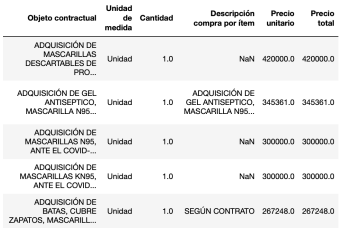 Objeto contractual Unidad de medida Cantidad Descripción compra por ítem Precio unitario Precio total
ADQUISICIÓN DE
MASCARILLAS
DESCARTABLES DE
PRO...
Unidad 1.0 NaN 420000.0 420000.0
ADQUISICIÓN DE GEL
ANTISEPTICO,
MASCARILLA N95...
Unidad 1.0
ADQUISICIÓN DE
GEL ANTISEPTICO,
MASCARILLA N95...
345361.0 345361.0
ADQUISICIÓN DE
MASCARILLAS N95,
ANTE EL COVID-...
Unidad 1.0 NaN 300000.0 300000.0
ADQUISICIÓN DE
MASCARILLAS KN95,
ANTE EL COVID...
Unidad 1.0 NaN 300000.0 300000.0
ADQUISICIÓN DE
BATAS, CUBRE
ZAPATOS, MASCARILL...
Unidad 1.0 SEGÚN CONTRATO 267248.0 267248.0